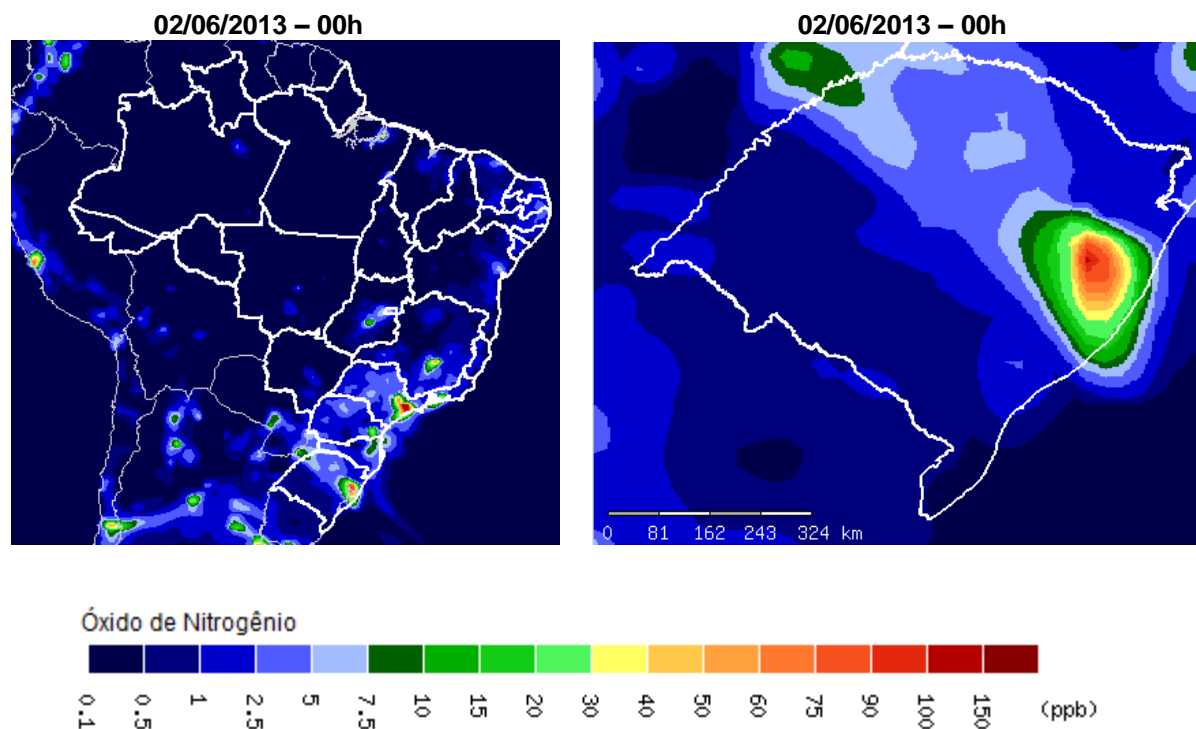 02/06/2013 – 00h
02/06/2013 – 00h
0 81 162 243 324 km
Óxido de Nitrogênio
0.1 0.5 1 2.5 5 7.5 10 15 20 30 40 50 60 75 90 100 150 (ppb)